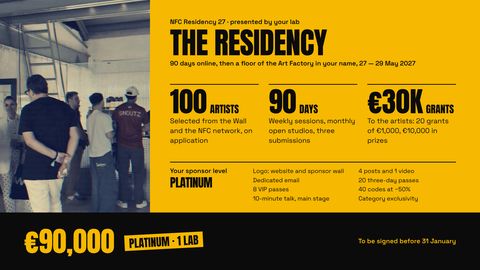 NFC Residency 27 · presented by your lab
THE RESIDENCY
90 days online, then a floor of the Art Factory in your name, 27 — 29 May 2027
100 ARTISTS
Selected from the Wall
and the NFC network, on
application
90 DAYS
Weekly sessions, monthly
open studios, three
submissions
€30K GRANTS
To the artists: 20 grants
of €1,000, €10,000 in
prizes
Your sponsor level
PLATINUM
Logo: website and sponsor wall
Dedicated email
8 VIP passes
10-minute talk, main stage
4 posts and 1 video
20 three-day passes
40 codes at −50%
Category exclusivity
€90,000
PLATINUM · 1 LAB
To be signed before 31 January